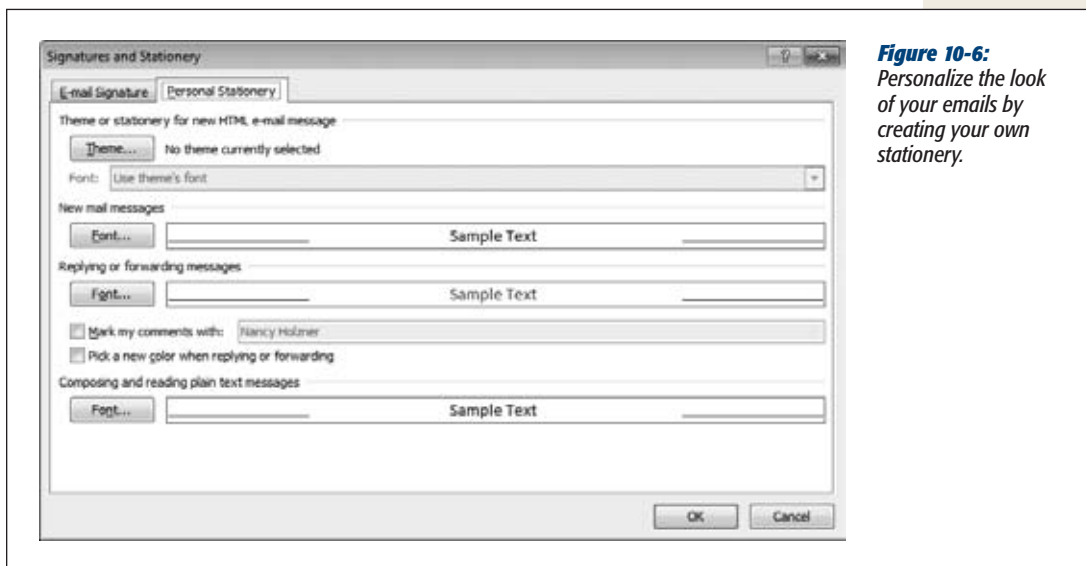 Signatures and Stationery
E-mail Signature Personal Stationery
Theme or stationery for new HTML e-mail message
Theme... No theme currently selected
Font: Use theme's font
New mail messages
Font... Sample Text
Replying or forwarding messages
Font... Sample Text
Mark my comments with: Nancy Holzner
Pick a new color when replying or forwarding
Composing and reading plain text messages
Font... Sample Text
OK Cancel
Figure 10-6:
Personalize the look
of your emails by
creating your own
stationery.